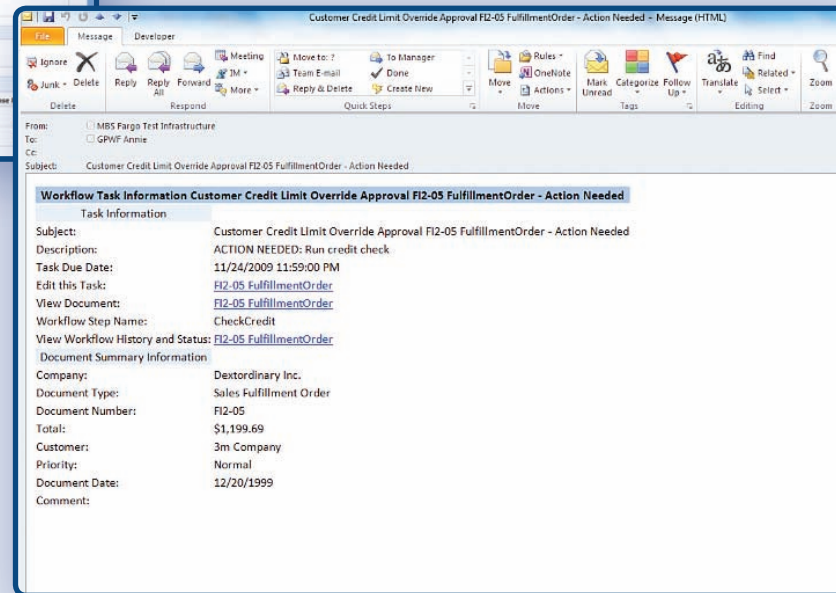 Customer Credit Limit Override Approval FI2-05 FulfillmentOrder - Action Needed - Message (HTML)
File Message Developer
Ignore
Junk
Delete
Reply
Reply All
Forward
Meeting
IM
More
Move to: ?
Team E-mail
Reply & Delete
To Manager
Done
Create New
Move
Rules
OneNote
Actions
Mark Unread
Categorize
Follow Up
Translate
Find
Related
Select
Zoom
Delete Respond Quick Steps Move Tags Editing Zoom
From: MBS Fargo Test Infrastructure
To: GPWF Annie
Cc:
Subject: Customer Credit Limit Override Approval FI2-05 FulfillmentOrder - Action Needed
Workflow Task Information Customer Credit Limit Override Approval FI2-05 FulfillmentOrder - Action Needed
Task Information
Subject: Customer Credit Limit Override Approval FI2-05 FulfillmentOrder - Action Needed
Description: ACTION NEEDED: Run credit check
Task Due Date: 11/24/2009 11:59:00 PM
Edit this Task: FI2-05 FulfillmentOrder
View Document: FI2-05 FulfillmentOrder
Workflow Step Name: CheckCredit
View Workflow History and Status: FI2-05 FulfillmentOrder
Document Summary Information
Company: Dextordinary Inc.
Document Type: Sales Fulfillment Order
Document Number: FI2-05
Total: $1,199.69
Customer: 3m Company
Priority: Normal
Document Date: 12/20/1999
Comment: